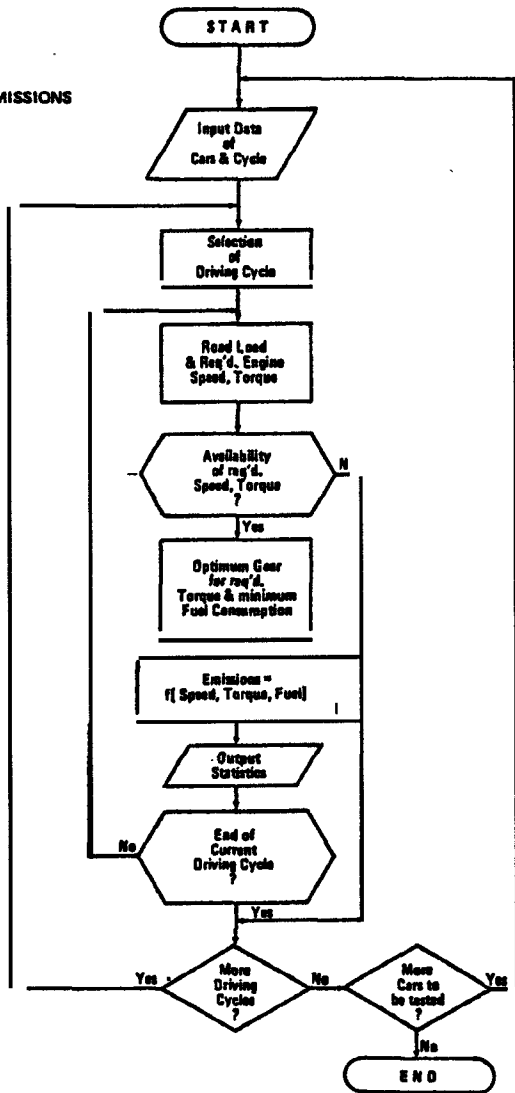 START
MISSIONS
Input Data
of
Cars & Cycle
Selection
of
Driving Cycle
Road Load
& Req'd. Engine
Speed, Torque
Availability
of req'd.
Speed, Torque
?
N
Yes
Optimum Gear
for req'd.
Torque & minimum
Fuel Consumption
Emissions =
f[ Speed, Torque, Fuel]
Output
Statistics
No
End of
Current
Driving Cycle
?
Yes
Yes
More
Driving
Cycles
?
No
More
Cars to
be tested
?
Yes
No
END